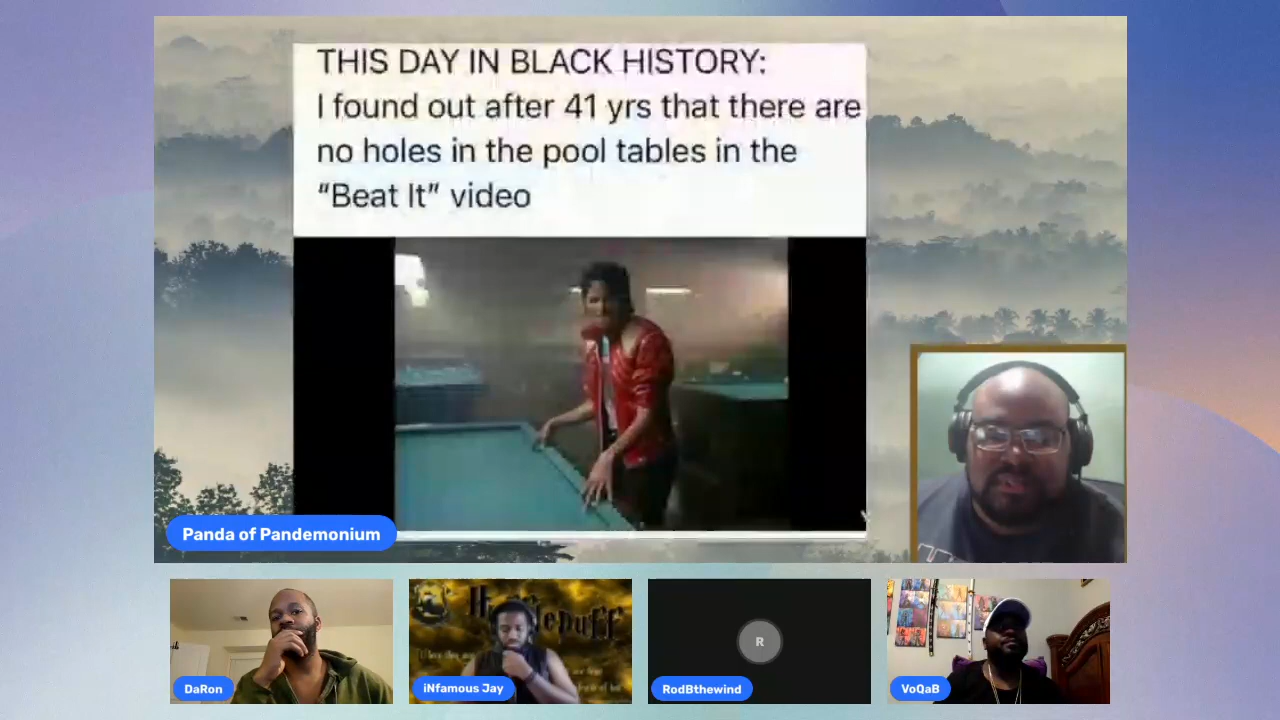 THIS DAY IN BLACK HISTORY:
I found out after 41 yrs that there are
no holes in the pool tables in the
“Beat It” video
Panda of Pandemonium
Hufflepuff
DaRon
iNfamous Jay
R
RodBthewind
VoQaB